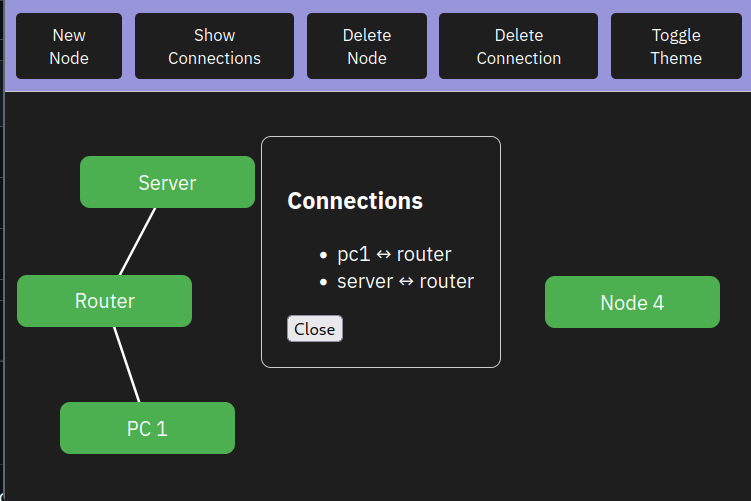 New
Node
Show
Connections
Delete
Node
Delete
Connection
Toggle
Theme
Server
Connections
• pc1 ↔ router
• server ↔ router
Close
Router
Node 4
PC 1